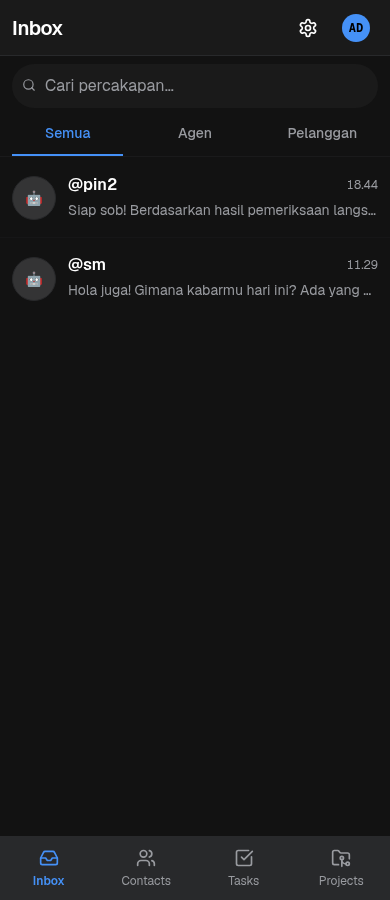 Inbox
AD
Cari percakapan...
Semua
Agen
Pelanggan
@pin2
18.44
Siap sob! Berdasarkan hasil pemeriksaan langs...
@sm
11.29
Hola juga! Gimana kabarmu hari ini? Ada yang ...
Inbox
Contacts
Tasks
Projects